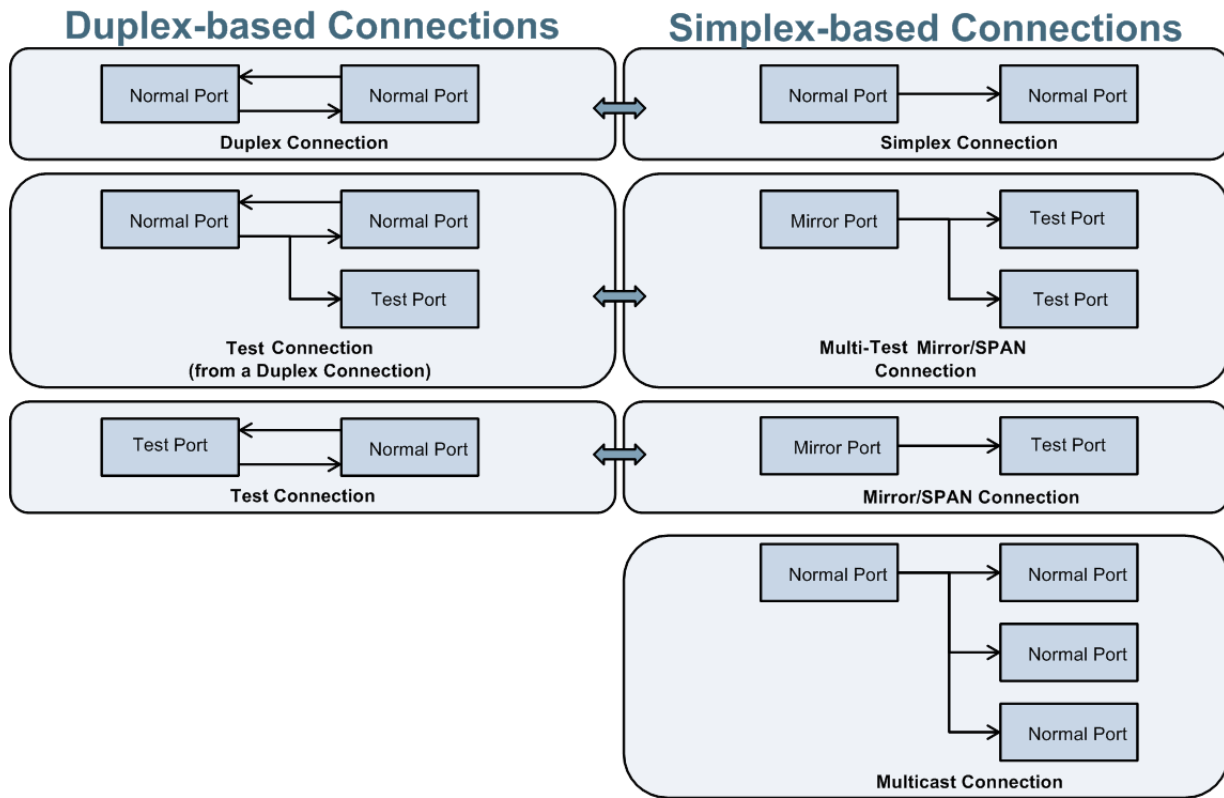 Duplex-based Connections
Simplex-based Connections
Normal Port
Normal Port
Duplex Connection
Normal Port
Normal Port
Simplex Connection
Normal Port
Normal Port
Test Port
Test Connection
(from a Duplex Connection)
Mirror Port
Test Port
Test Port
Multi-Test Mirror/SPAN
Connection
Test Port
Normal Port
Test Connection
Mirror Port
Test Port
Mirror/SPAN Connection
Normal Port
Normal Port
Normal Port
Normal Port
Multicast Connection